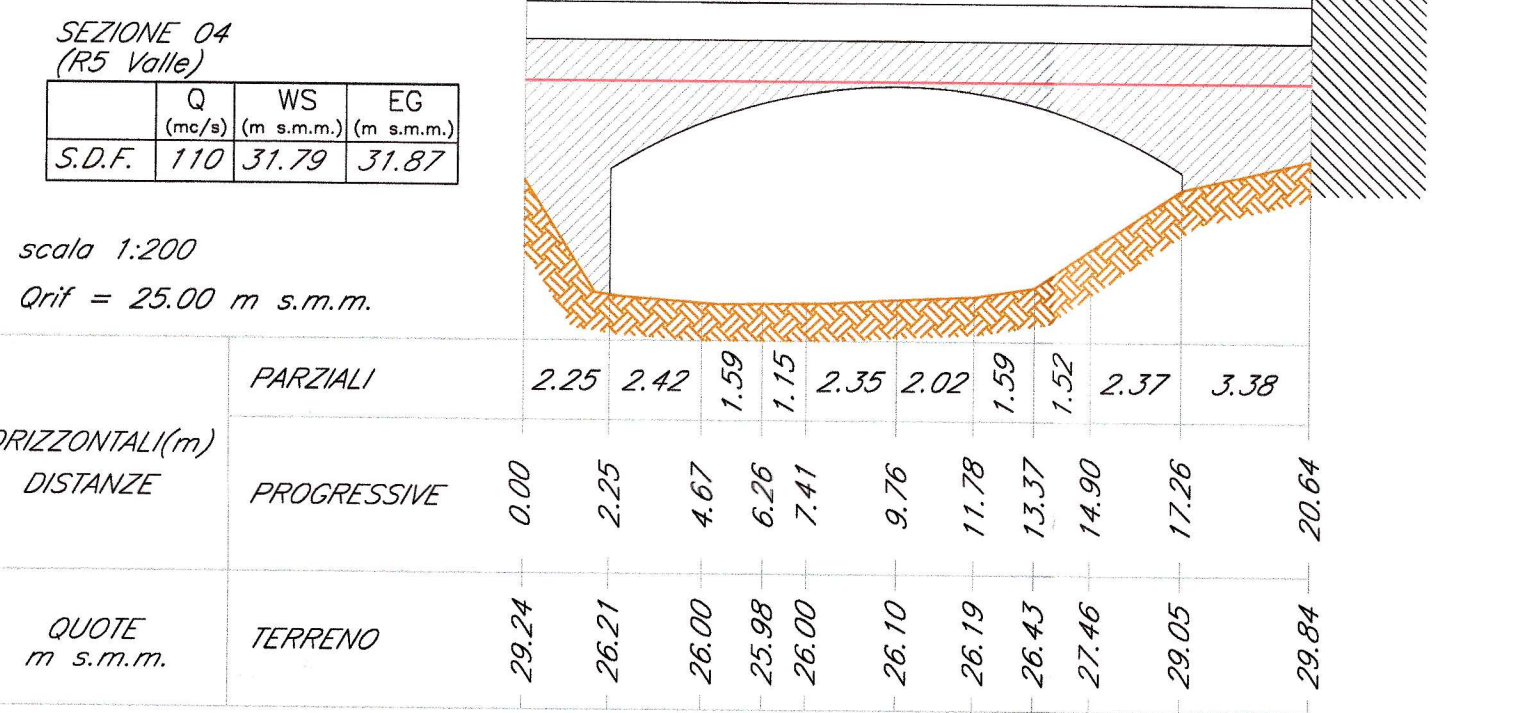 SEZIONE 04
(R5 Valle)
Q WS EG
(mc/s) (m s.m.m.) (m s.m.m.)
S.D.F. 110 31.79 31.87
scala 1:200
Qrif = 25.00 m s.m.m.
PARZIALI 2.25 2.42 1.59 1.15 2.35 2.02 1.59 1.52 2.37 3.38
ORIZZONTALI(m)
DISTANZE
PROGRESSIVE 0.00 2.25 4.67 6.26 7.41 9.76 11.78 13.37 14.90 17.26 20.64
QUOTE
m s.m.m.
TERRENO 29.24 26.21 26.00 25.98 26.00 26.10 26.19 26.43 27.46 29.05 29.84